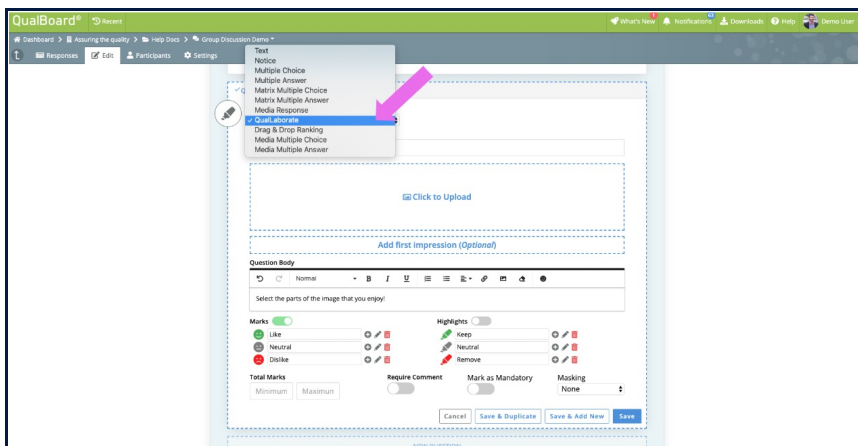 QualBoard® Recent What's New Notifications 63 Downloads Help Demo User
Dashboard > Assuring the quality > Help Docs > Group Discussion Demo
Responses Edit Participants Settings
Text
Notice
Multiple Choice
Multiple Answer
Matrix Multiple Choice
Matrix Multiple Answer
Media Response
✓ QualLaborate
Drag & Drop Ranking
Media Multiple Choice
Media Multiple Answer
Click to Upload
Add first impression (Optional)
Question Body
Normal B I U
Select the parts of the image that you enjoy!
Marks Highlights
Like Keep
Neutral Neutral
Dislike Remove
Total Marks Require Comment Mark as Mandatory Masking
Minimum Maximum None
Cancel Save & Duplicate Save & Add New Save
NEW QUESTION